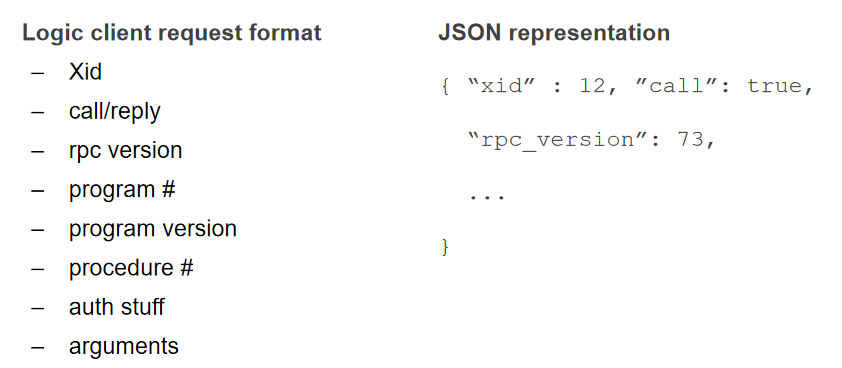 Logic client request format
– Xid
– call/reply
– rpc version
– program #
– program version
– procedure #
– auth stuff
– arguments
JSON representation
{ “xid” : 12, ”call”: true,
“rpc_version”: 73,
...
}